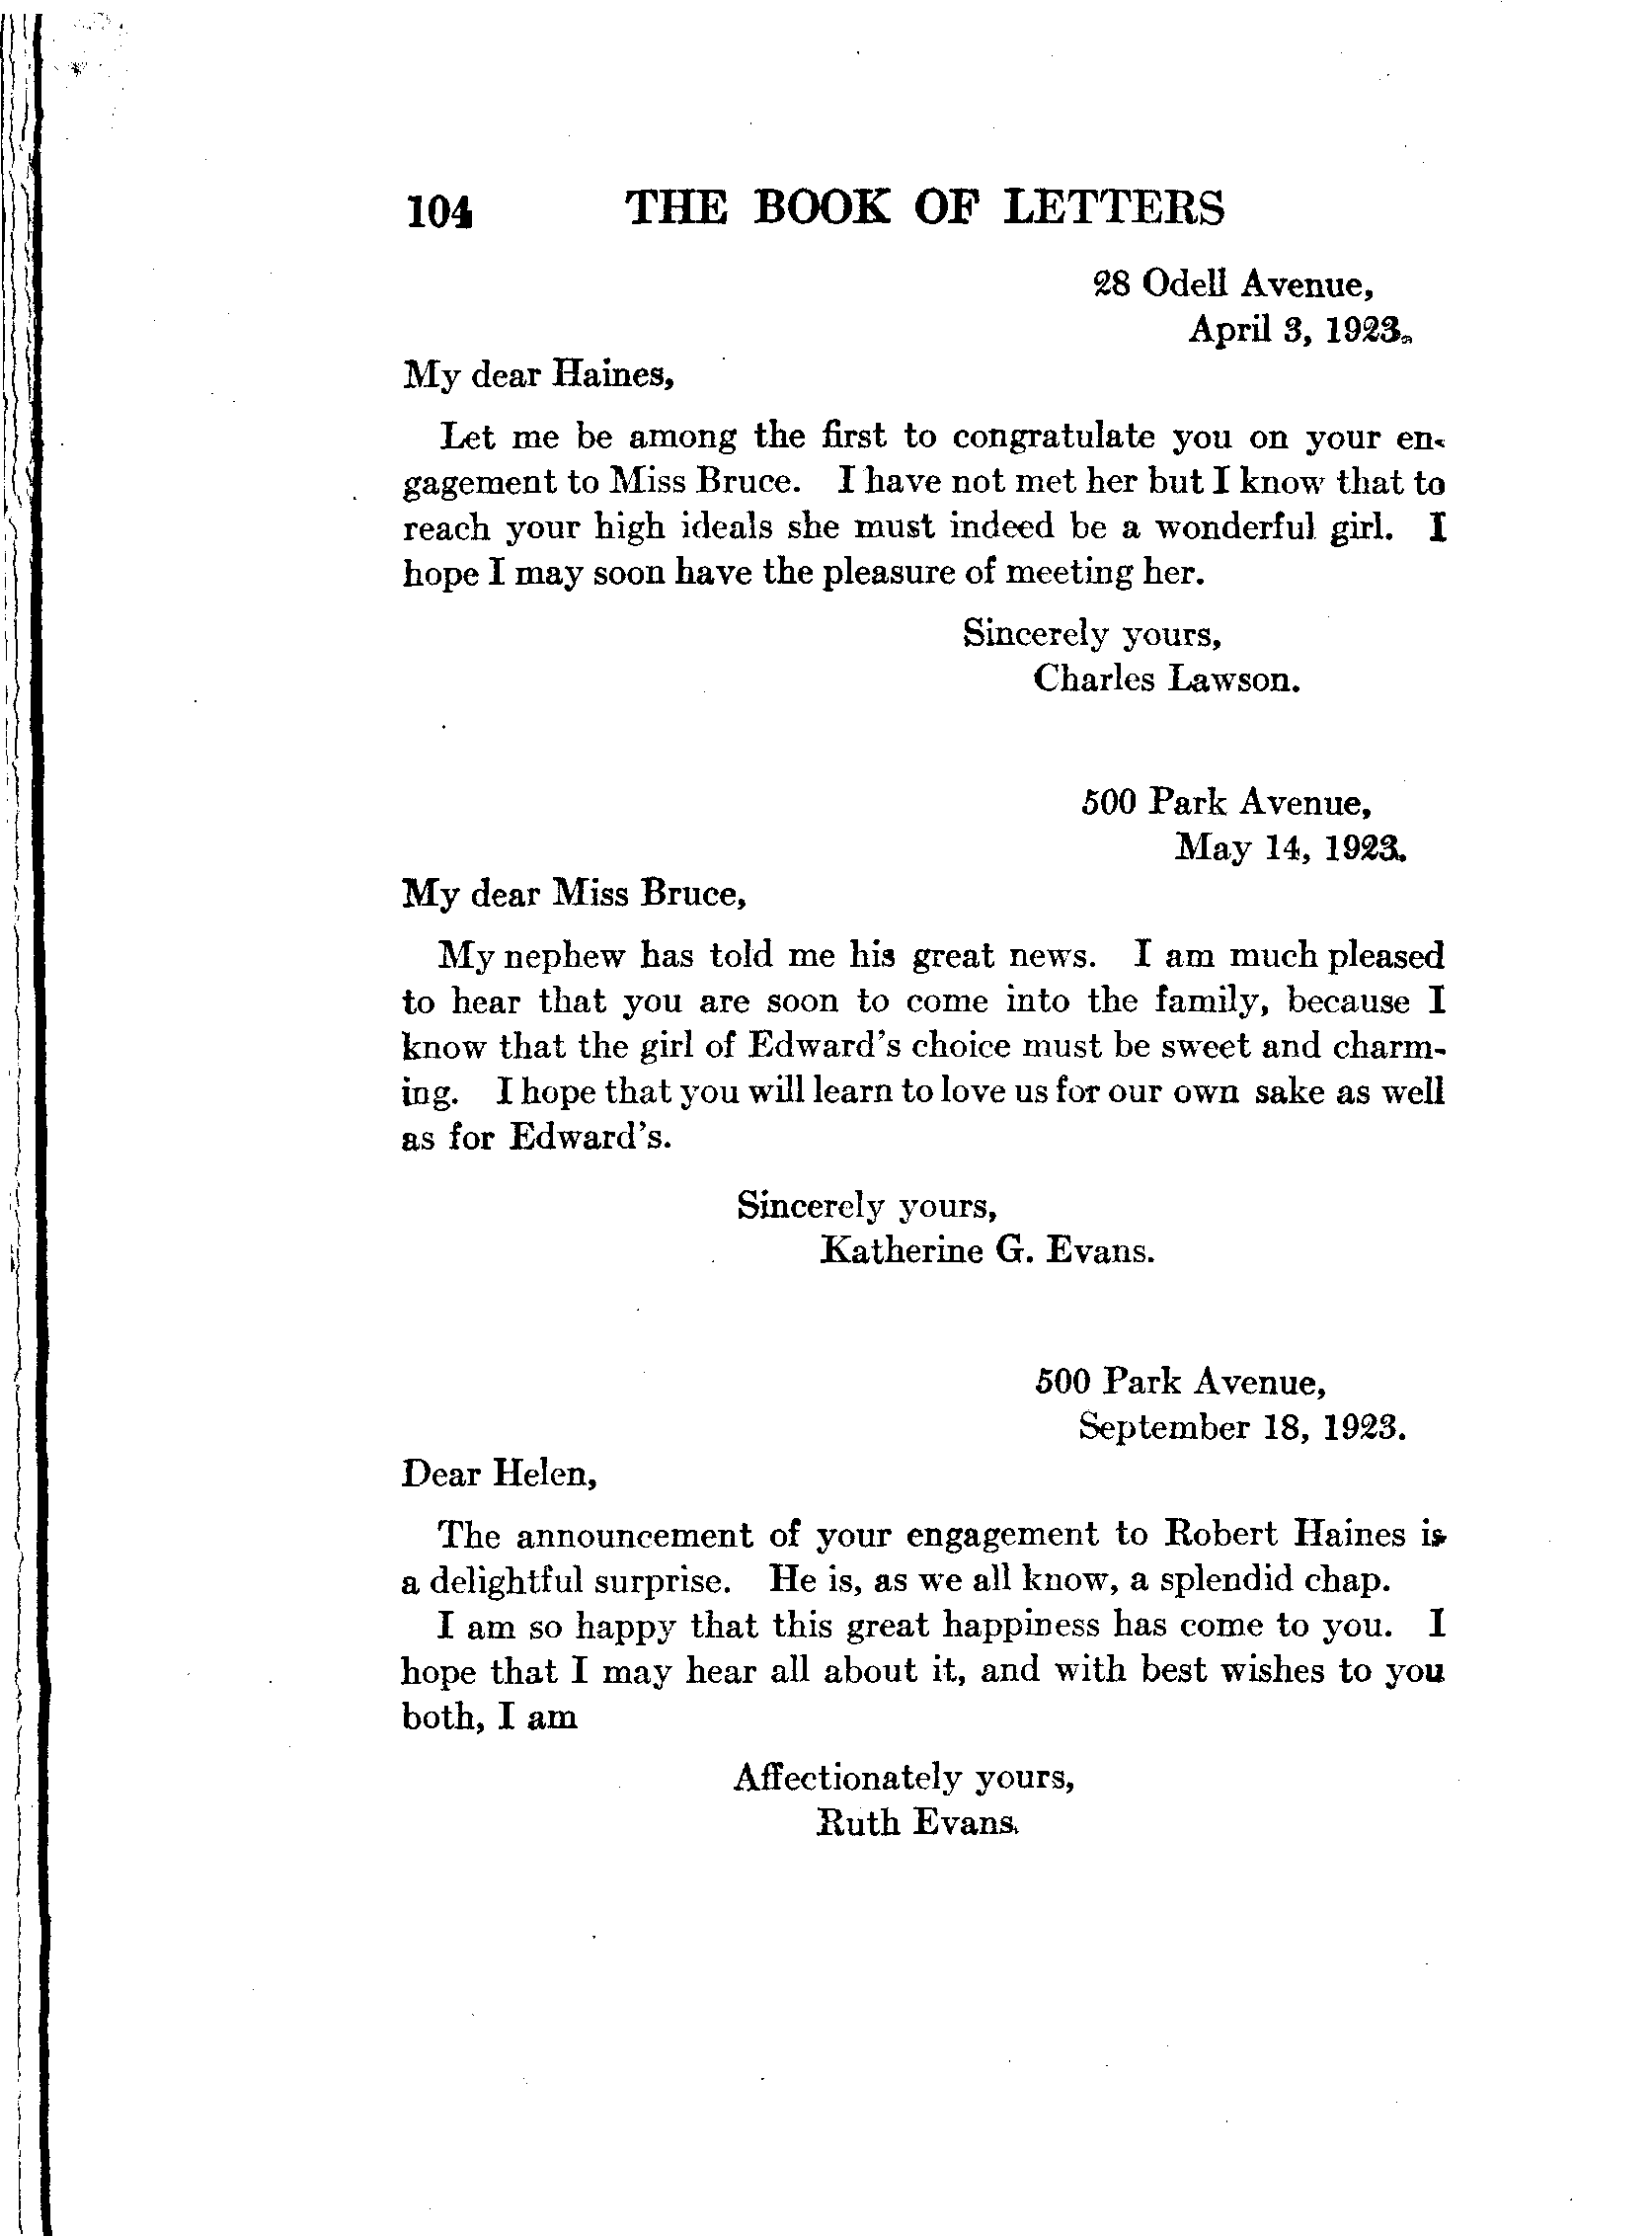 104 THE BOOK OF LETTERS
28 Odell Avenue,
April 3, 1923.
My dear Haines,
Let me be among the first to congratulate you on your en-
gagement to Miss Bruce. I have not met her but I know that to
reach your high ideals she must indeed be a wonderful girl. I
hope I may soon have the pleasure of meeting her.
Sincerely yours,
Charles Lawson.
500 Park Avenue,
May 14, 1923.
My dear Miss Bruce,
My nephew has told me his great news. I am much pleased
to hear that you are soon to come into the family, because I
know that the girl of Edward's choice must be sweet and charm-
ing. I hope that you will learn to love us for our own sake as well
as for Edward's.
Sincerely yours,
Katherine G. Evans.
500 Park Avenue,
September 18, 1923.
Dear Helen,
The announcement of your engagement to Robert Haines is
a delightful surprise. He is, as we all know, a splendid chap.
I am so happy that this great happiness has come to you. I
hope that I may hear all about it, and with best wishes to you
both, I am
Affectionately yours,
Ruth Evans.